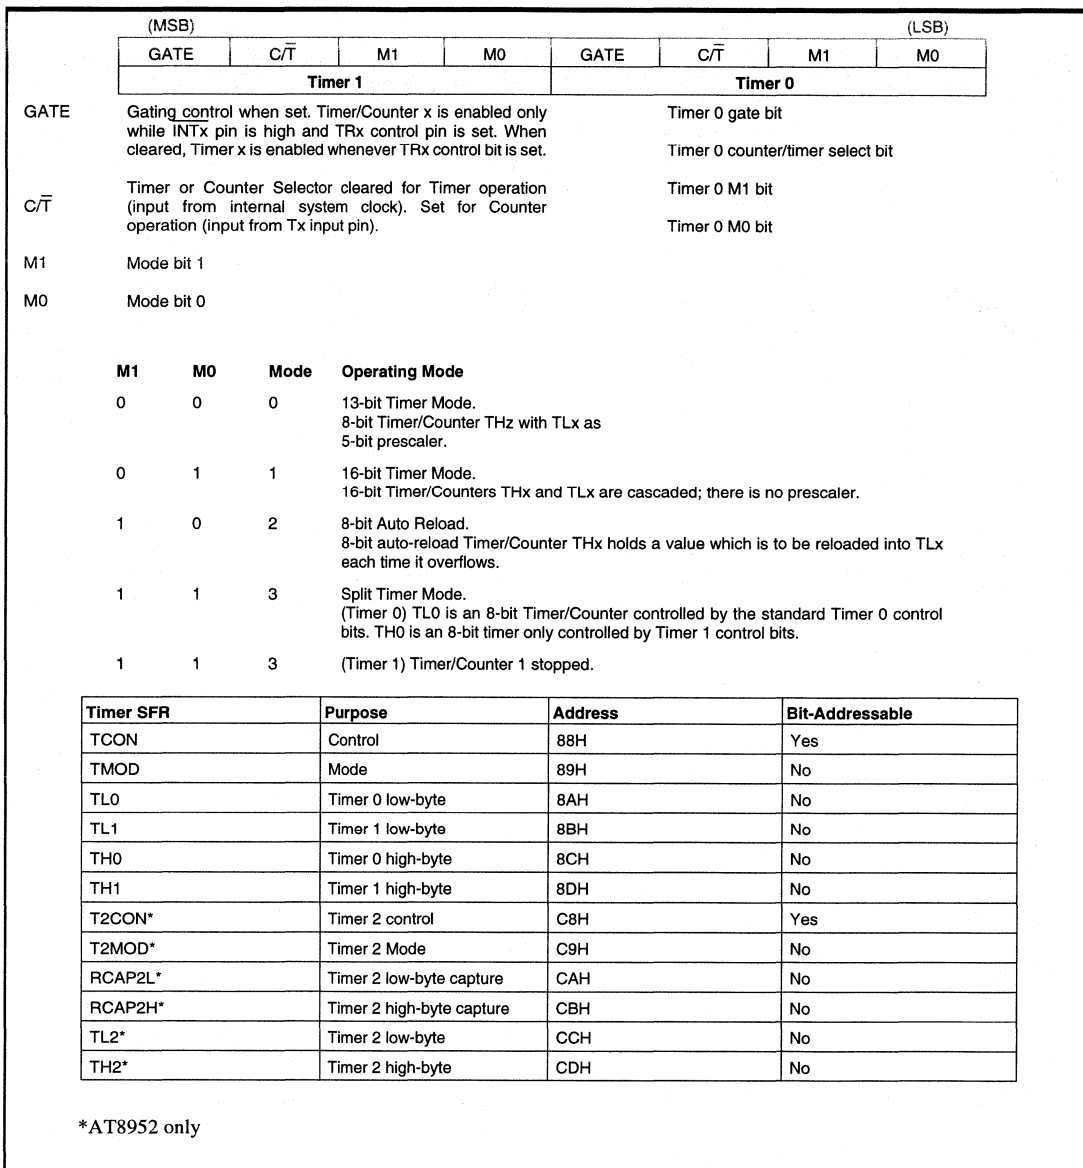 (MSB) (LSB)
GATE C/T̅ M1 M0 GATE C/T̅ M1 M0
Timer 1 Timer 0
GATE Gating control when set. Timer/Counter x is enabled only
while I̅N̅T̅x̅ pin is high and TRx control pin is set. When
cleared, Timer x is enabled whenever TRx control bit is set.
Timer 0 gate bit
Timer 0 counter/timer select bit
C/T̅ Timer or Counter Selector cleared for Timer operation
(input from internal system clock). Set for Counter
operation (input from Tx input pin).
Timer 0 M1 bit
Timer 0 M0 bit
M1 Mode bit 1
M0 Mode bit 0
M1 M0 Mode Operating Mode
0 0 0 13-bit Timer Mode.
8-bit Timer/Counter THz with TLx as
5-bit prescaler.
0 1 1 16-bit Timer Mode.
16-bit Timer/Counters THx and TLx are cascaded; there is no prescaler.
1 0 2 8-bit Auto Reload.
8-bit auto-reload Timer/Counter THx holds a value which is to be reloaded into TLx
each time it overflows.
1 1 3 Split Timer Mode.
(Timer 0) TL0 is an 8-bit Timer/Counter controlled by the standard Timer 0 control
bits. TH0 is an 8-bit timer only controlled by Timer 1 control bits.
1 1 3 (Timer 1) Timer/Counter 1 stopped.
Timer SFR Purpose Address Bit-Addressable
TCON Control 88H Yes
TMOD Mode 89H No
TL0 Timer 0 low-byte 8AH No
TL1 Timer 1 low-byte 8BH No
TH0 Timer 0 high-byte 8CH No
TH1 Timer 1 high-byte 8DH No
T2CON* Timer 2 control C8H Yes
T2MOD* Timer 2 Mode C9H No
RCAP2L* Timer 2 low-byte capture CAH No
RCAP2H* Timer 2 high-byte capture CBH No
TL2* Timer 2 low-byte CCH No
TH2* Timer 2 high-byte CDH No
*AT8952 only